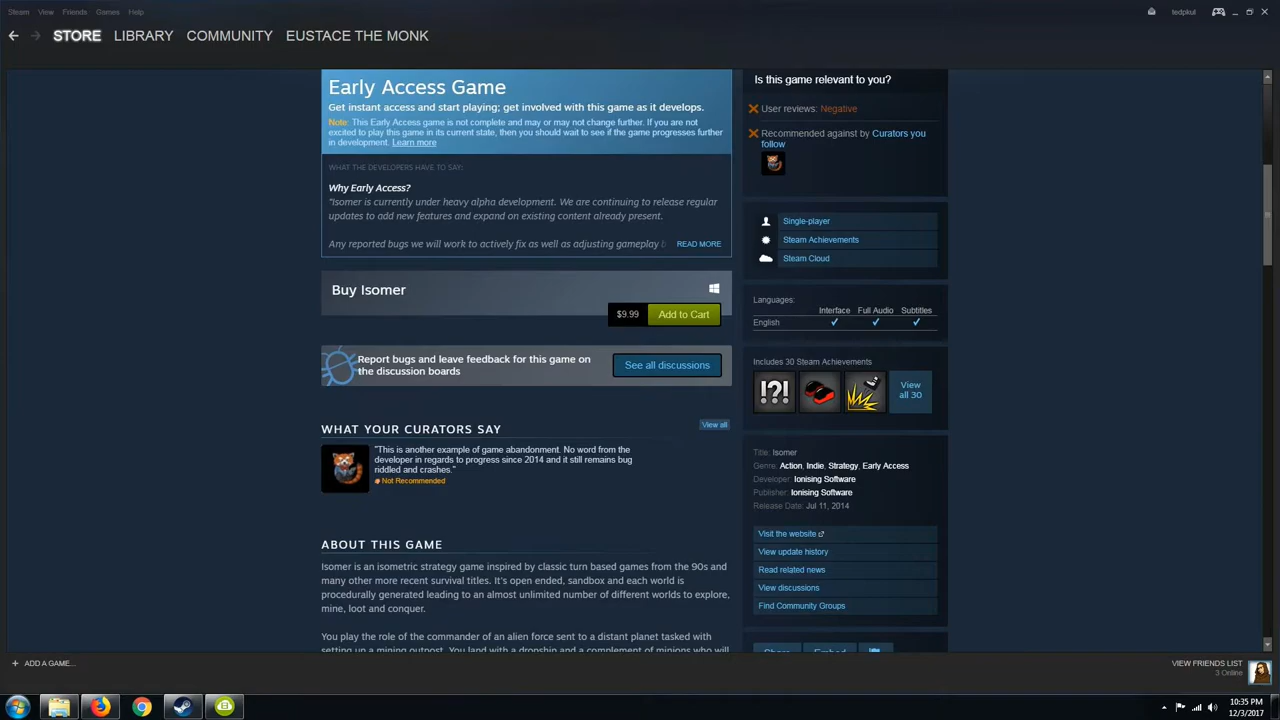 Steam View Friends Games Help
tedpkul
STORE LIBRARY COMMUNITY EUSTACE THE MONK
Early Access Game
Get instant access and start playing; get involved with this game as it develops.
Note: This Early Access game is not complete and may or may not change further. If you are not
excited to play this game in its current state, then you should wait to see if the game progresses further
in development. Learn more
WHAT THE DEVELOPERS HAVE TO SAY:
Why Early Access?
"Isomer is currently under heavy alpha development. We are continuing to release regular
updates to add new features and expand on existing content already present.
Any reported bugs we will work to actively fix as well as adjusting gameplay b
READ MORE
Buy Isomer
$9.99 Add to Cart
Report bugs and leave feedback for this game on
the discussion boards
See all discussions
WHAT YOUR CURATORS SAY
View all
"This is another example of game abandonment. No word from the
developer in regards to progress since 2014 and it still remains bug
riddled and crashes."
Not Recommended
ABOUT THIS GAME
Isomer is an isometric strategy game inspired by classic turn based games from the 90s and
many other more recent survival titles. It's open ended, sandbox and each world is
procedurally generated leading to an almost unlimited number of different worlds to explore,
mine, loot and conquer.
You play the role of the commander of an alien force sent to a distant planet tasked with
setting up a mining outpost. You land with a dropship and a complement of minions who will
Is this game relevant to you?
User reviews: Negative
Recommended against by Curators you
follow
Single-player
Steam Achievements
Steam Cloud
Languages:
Interface Full Audio Subtitles
English ✔ ✔ ✔
Includes 30 Steam Achievements
!?!
View
all 30
Title: Isomer
Genre: Action, Indie, Strategy, Early Access
Developer: Ionising Software
Publisher: Ionising Software
Release Date: Jul 11, 2014
Visit the website
View update history
Read related news
View discussions
Find Community Groups
Share Embed
+ ADD A GAME...
VIEW FRIENDS LIST
3 Online
10:35 PM
12/3/2017